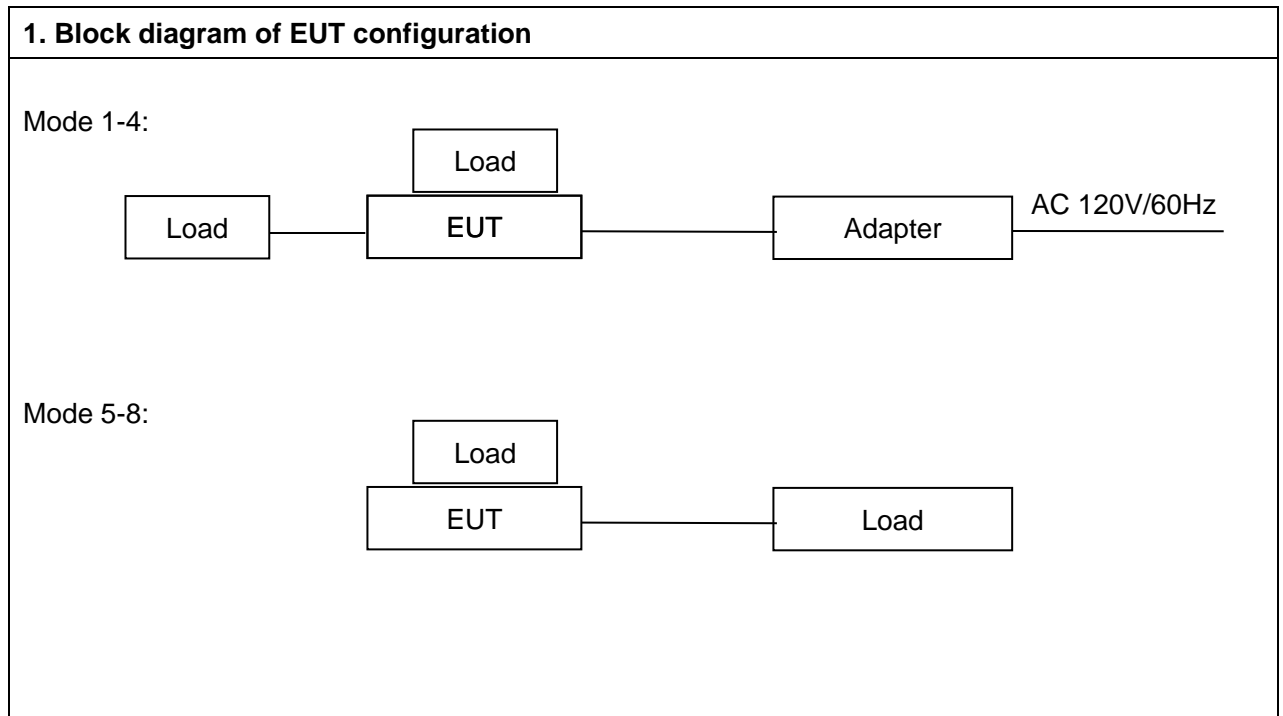 1. Block diagram of EUT configuration
Mode 1-4:
Load
Load
EUT
Adapter
AC 120V/60Hz
Mode 5-8:
Load
EUT
Load